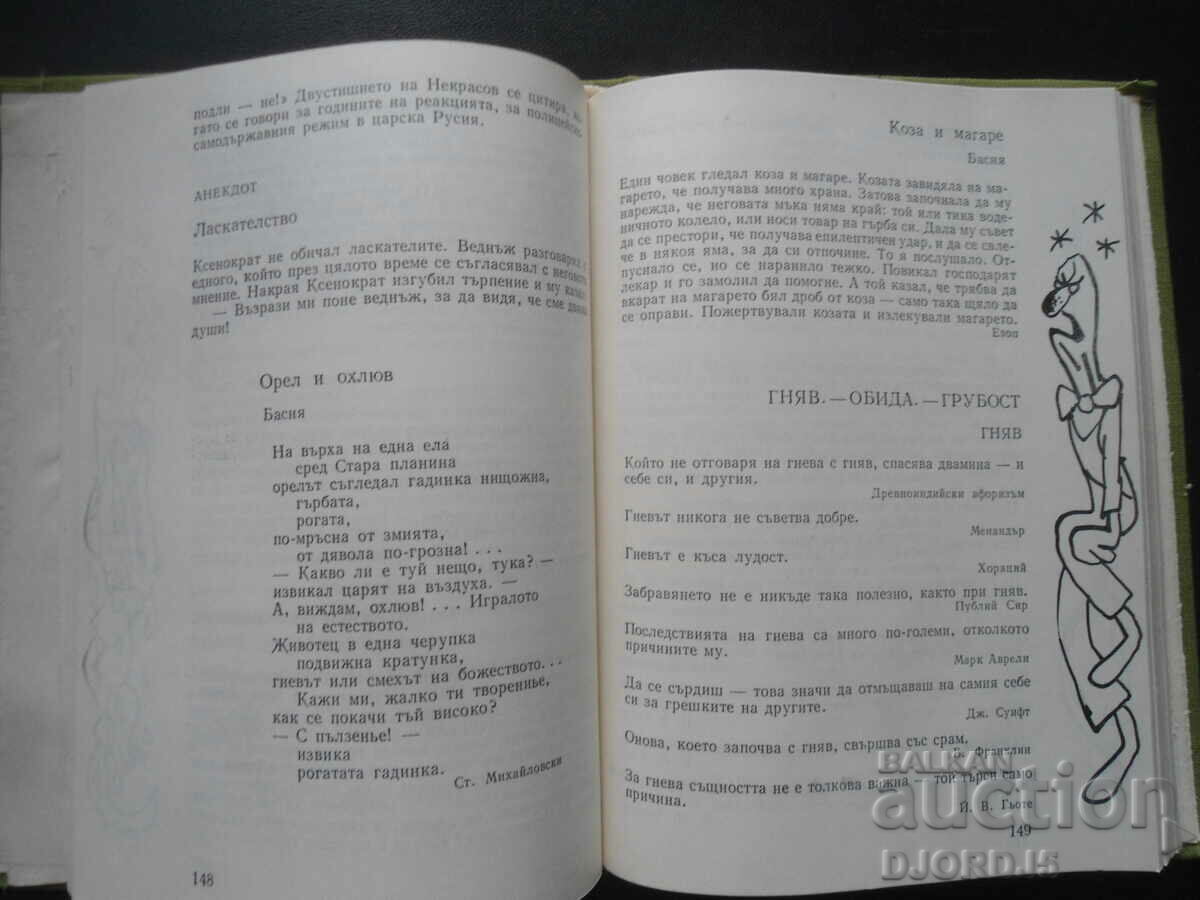 подли — не!» Двустишието на Некрасов се цитира, ко-
гато се говори за годините на реакцията, за полицейско-
самодържавния режим в царска Русия.
АНЕКДОТ
Ласкателство
Ксенократ не обичал ласкателите. Веднъж разговарял с
едного, който през цялото време се съгласявал с неговото
мнение. Накрая Ксенократ изгубил търпение и му казал:
— Възрази ми поне веднъж, за да видя, че сме двама
души!
Орел и охлюв
Басня
На върха на една ела
сред Стара планина
орелът съгледал гадинка нищожна,
гърбата,
рогата,
по-мръсна от змията,
от дявола по-грозна! . . .
— Какво ли е туй нещо, тука? —
извикал царят на въздуха. —
А, виждам, охлюв! . . . Игралото
на естеството.
Животец в една черупка
подвижна кратунка,
гневът или смехът на божеството. . .
Кажи ми, жалко ти творенье,
как се покачи тъй високо?
— С пълзенье! —
извика
рогатата гадинка.
Ст. Михайловски
148
Коза и магаре
Басня
Един човек гледал коза и магаре. Козата завидяла на ма-
гарето, че получава много храна. Затова започнала да му
нарежда, че неговата мъка няма край: той или тика воде-
ничното колело, или носи товар на гърба си. Дала му съвет
да се престори, че получава епилептичен удар, и да се свле-
че в някоя яма, за да си отпочине. То я послушало. От-
пуснало се, но се наранило тежко. Повикал господарят
лекар и го замолил да помогне. А той казал, че трябва да
вкарат на магарето бял дроб от коза — само така щяло да
се оправи. Пожертвували козата и излекували магарето.
Езоп
ГНЯВ. — ОБИДА. — ГРУБОСТ
ГНЯВ
Който не отговаря на гнева с гняв, спасява двамина — и
себе си, и другия.
Древноиндийски афоризъм
Гневът никога не съветва добре.
Менандър
Гневът е къса лудост.
Хораций
Забравянето не е никъде така полезно, както при гняв.
Публий Сир
Последствията на гнева са много по-големи, отколкото
причините му.
Марк Аврели
Да се сърдиш — това значи да отмъщаваш на самия себе
си за грешките на другите.
Дж. Суифт
Онова, което започва с гняв, свършва със срам.
Б. Франклин
За гнева същността не е толкова важна — той търси само
причина.
Й. В. Гьоте
149
BALKAN
auction
DJORD.15